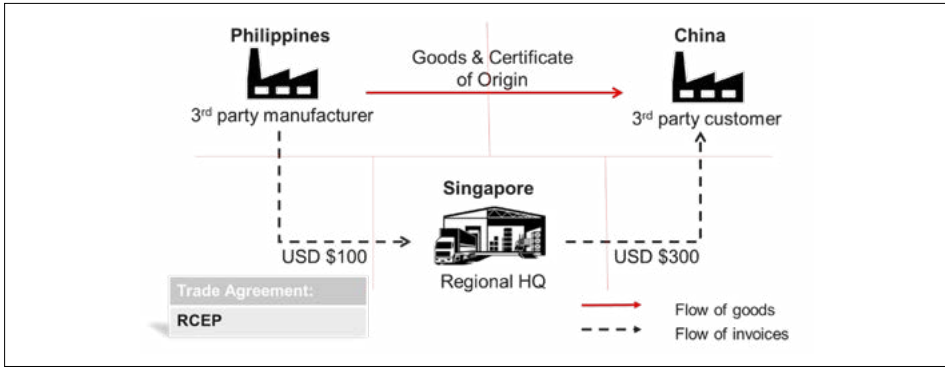 Philippines
China
Goods & Certificate
of Origin
3rd party manufacturer
3rd party customer
Singapore
USD $100
USD $300
Regional HQ
Trade Agreement:
RCEP
Flow of goods
Flow of invoices